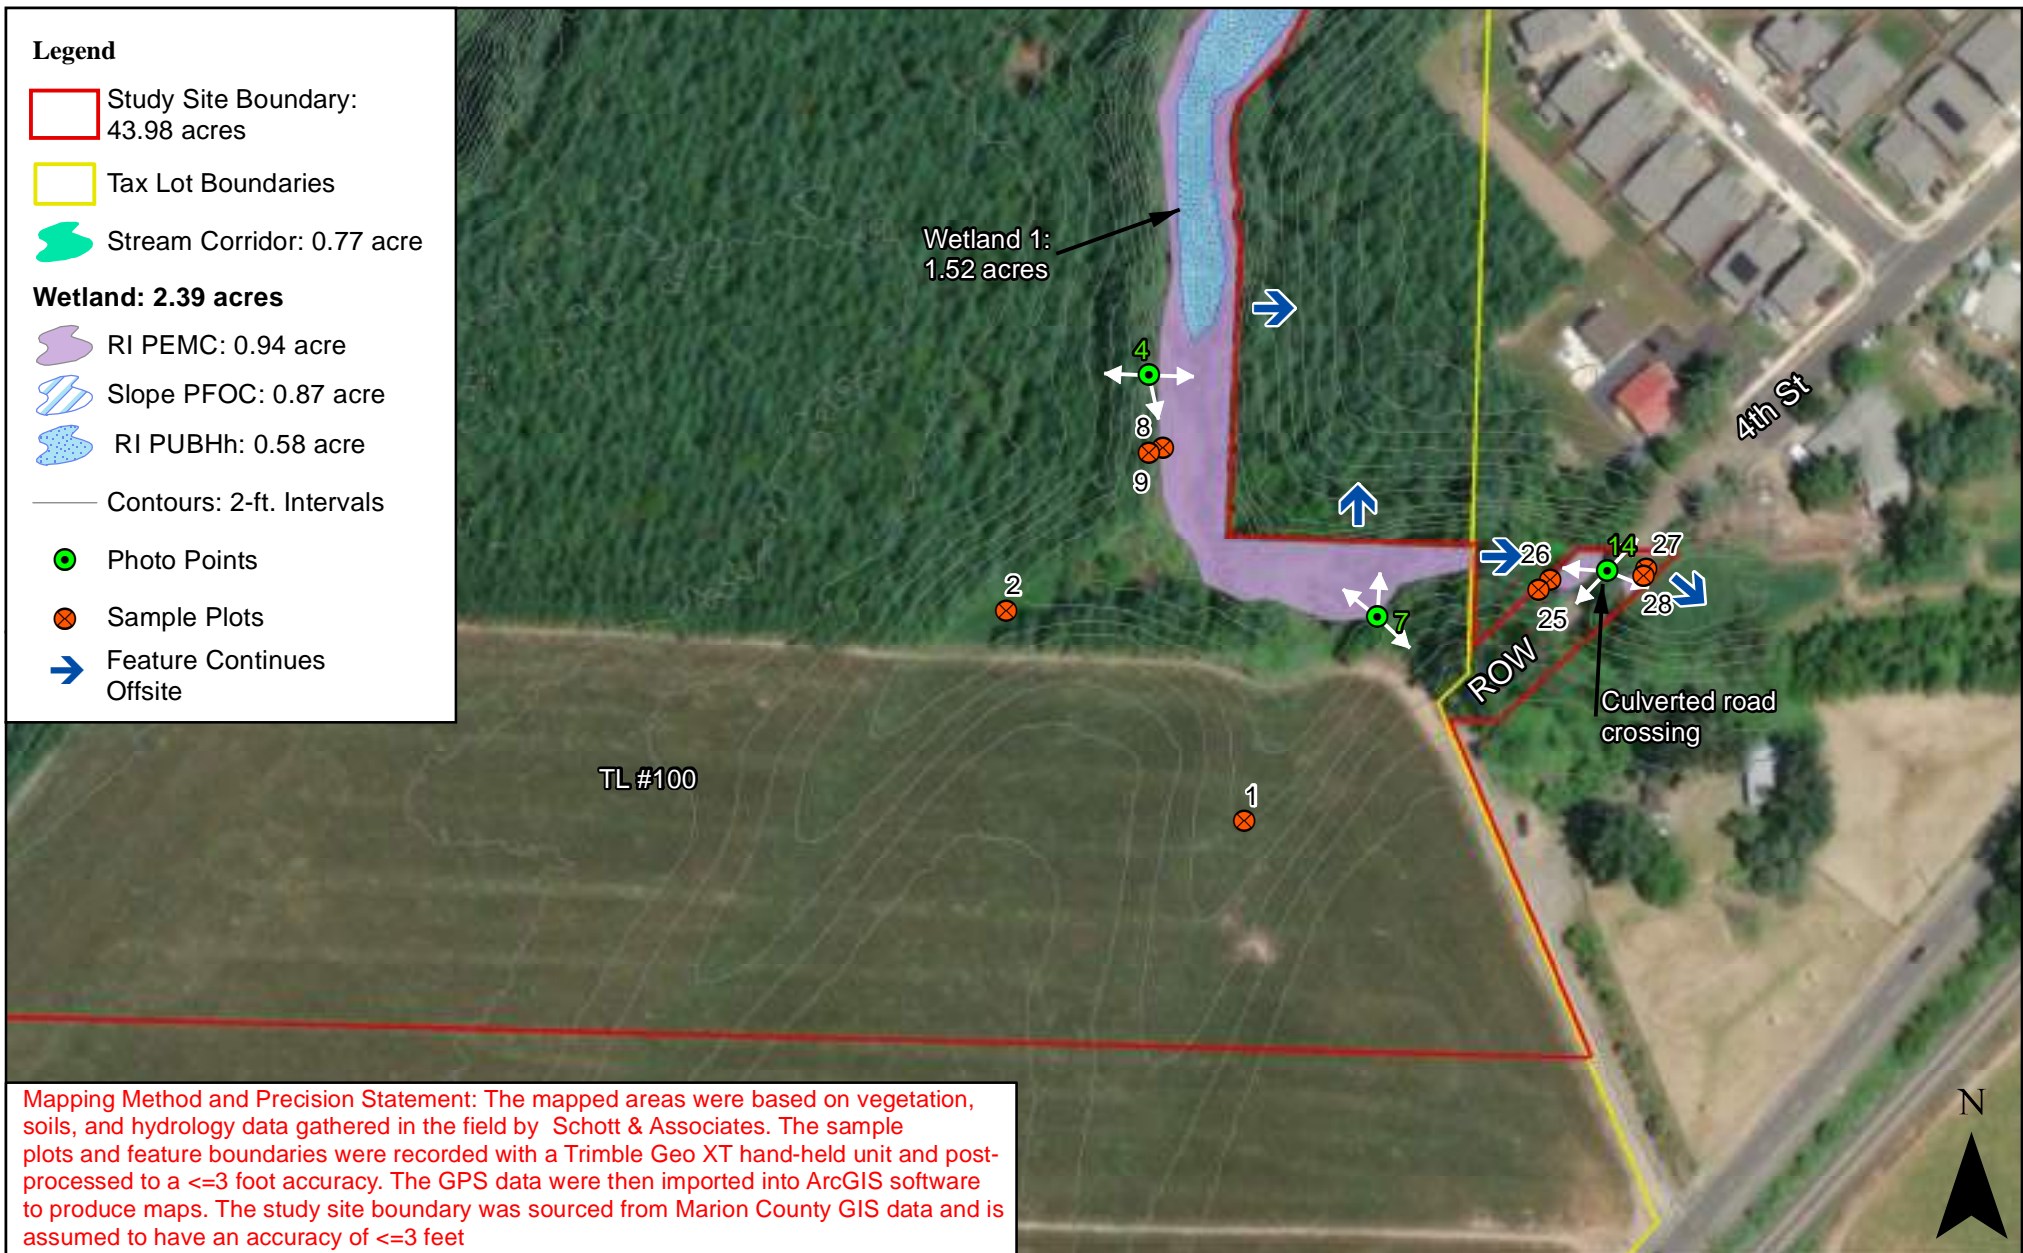 Legend
Study Site Boundary:
43.98 acres
Tax Lot Boundaries
Stream Corridor: 0.77 acre
Wetland: 2.39 acres
RI PEMC: 0.94 acre
Slope PFOC: 0.87 acre
RI PUBHh: 0.58 acre
Contours: 2-ft. Intervals
Photo Points
Sample Plots
Feature Continues
Offsite
Wetland 1:
1.52 acres
4
8
9
2
7
4th St
26
14
27
25
28
ROW
Culverted road
crossing
TL #100
1
N
Mapping Method and Precision Statement: The mapped areas were based on vegetation,
soils, and hydrology data gathered in the field by  Schott & Associates. The sample
plots and feature boundaries were recorded with a Trimble Geo XT hand-held unit and post-
processed to a <=3 foot accuracy. The GPS data were then imported into ArcGIS software
to produce maps. The study site boundary was sourced from Marion County GIS data and is
assumed to have an accuracy of <=3 feet